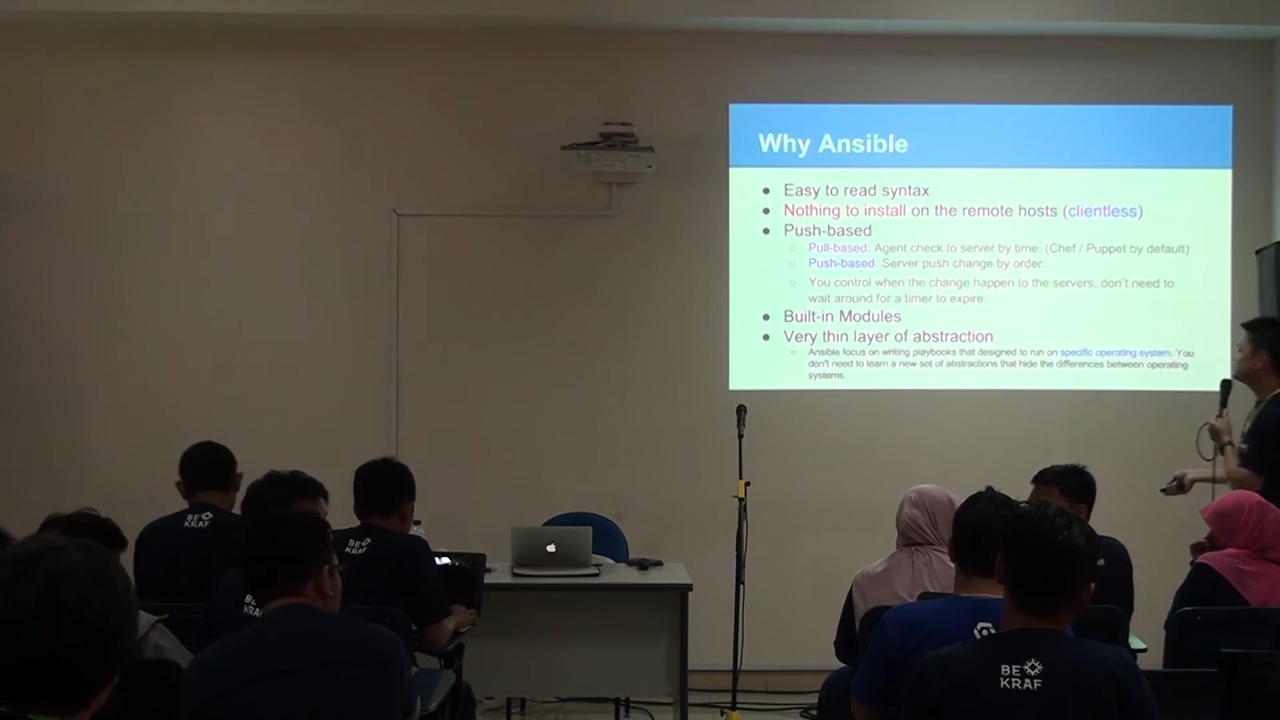 Why Ansible
Easy to read syntax
Nothing to install on the remote hosts (clientless)
Push-based
Pull-based: Agent check to server by time. (Chef / Puppet by default)
Push-based: Server push change by order.
You control when the change happen to the servers, don't need to
wait around for a timer to expire.
Built-in Modules
Very thin layer of abstraction
Ansible focus on writing playbooks that designed to run on specific operating system. You
don't need to learn a new set of abstractions that hide the differences between operating
systems.
BE
KRAF
BE
KRAF
BE
KRAF
BE
KRAF